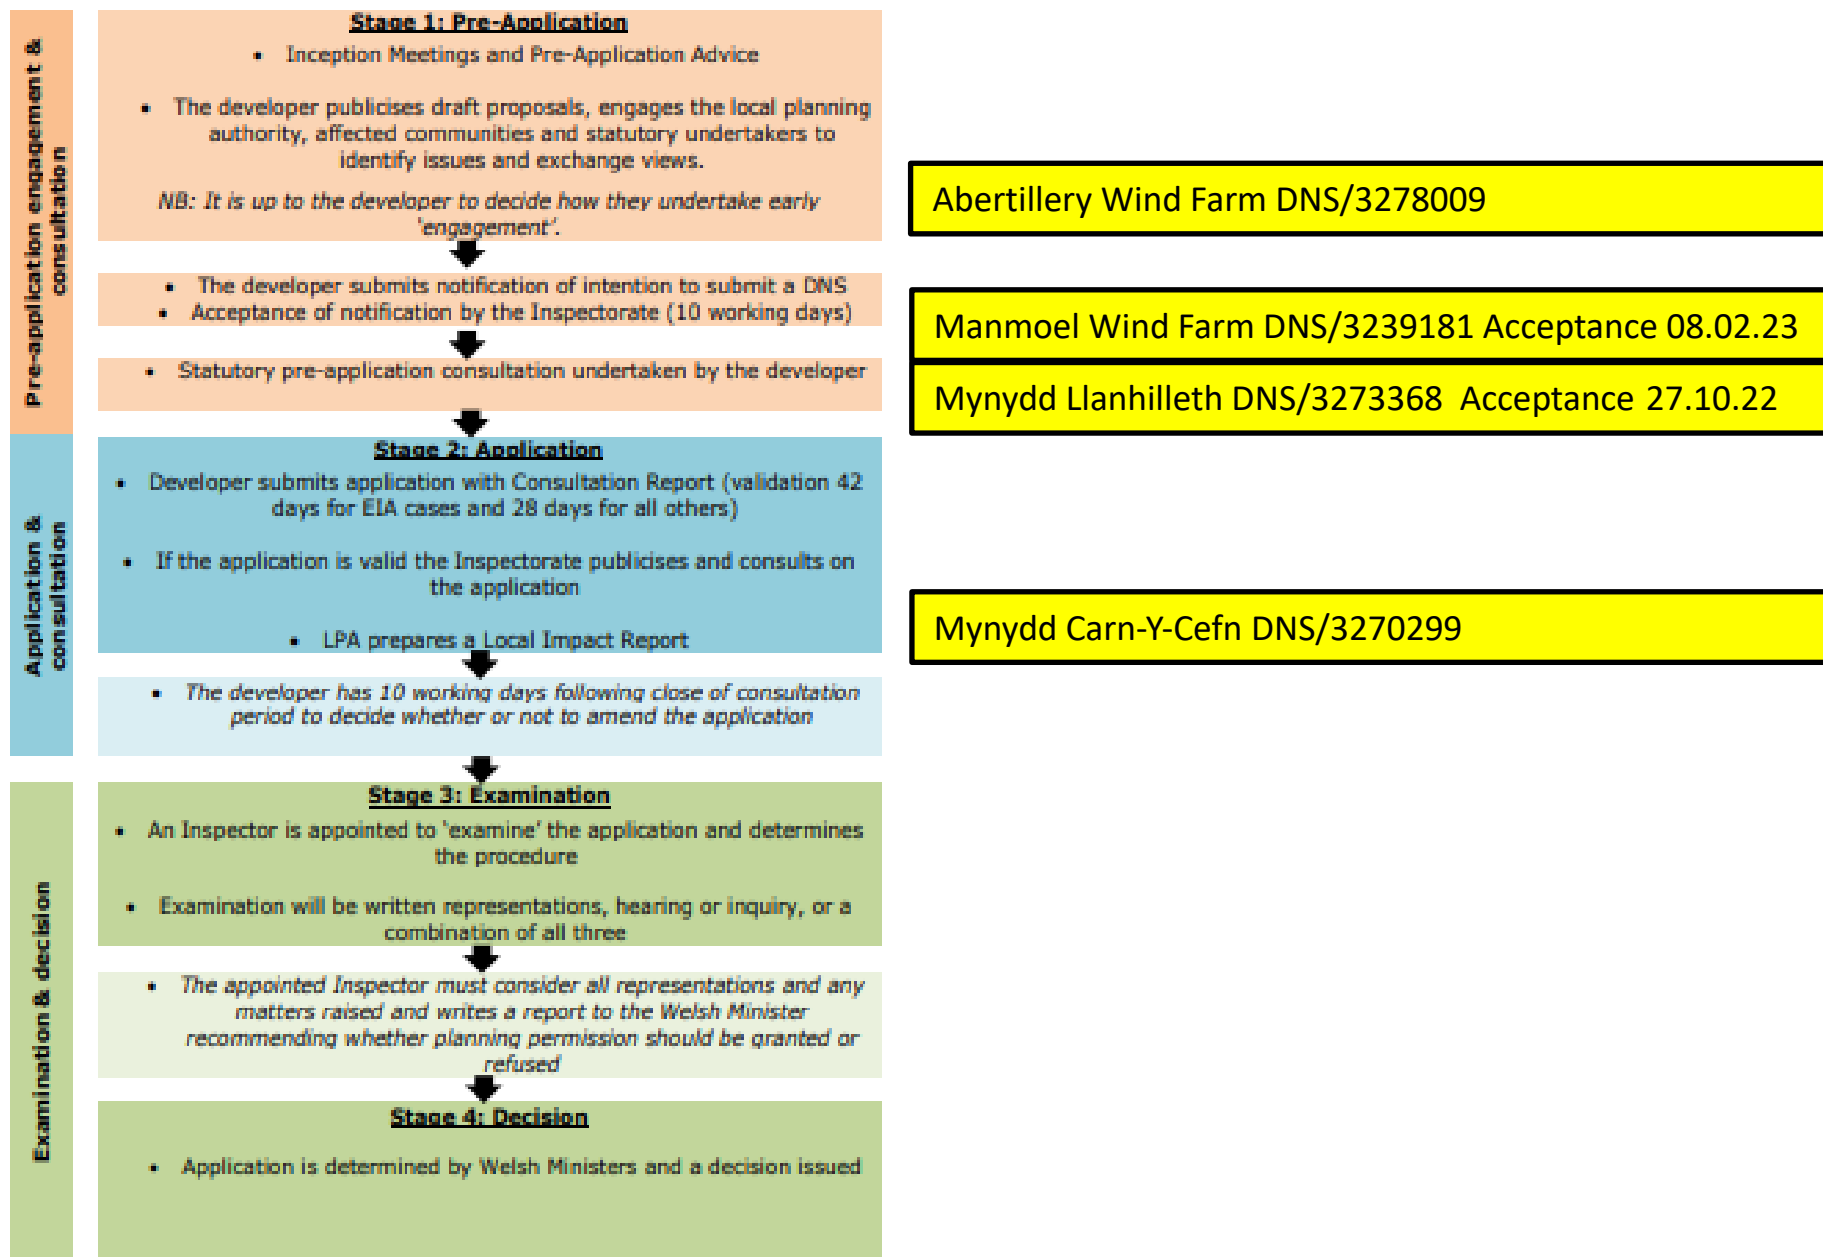 Pre-application engagement &
consultation
Stage 1: Pre-Application
• Inception Meetings and Pre-Application Advice
• The developer publicises draft proposals, engages the local planning
authority, affected communities and statutory undertakers to
identify issues and exchange views.
NB: It is up to the developer to decide how they undertake early
'engagement'.
Abertillery Wind Farm DNS/3278009
• The developer submits notification of intention to submit a DNS
• Acceptance of notification by the Inspectorate (10 working days)
Manmoel Wind Farm DNS/3239181 Acceptance 08.02.23
• Statutory pre-application consultation undertaken by the developer
Mynydd Llanhilleth DNS/3273368 Acceptance 27.10.22
Application &
consultation
Stage 2: Application
• Developer submits application with Consultation Report (validation 42
days for EIA cases and 28 days for all others)
• If the application is valid the Inspectorate publicises and consults on
the application
• LPA prepares a Local Impact Report
Mynydd Carn-Y-Cefn DNS/3270299
• The developer has 10 working days following close of consultation
period to decide whether or not to amend the application
Examination & decision
Stage 3: Examination
• An Inspector is appointed to 'examine' the application and determines
the procedure
• Examination will be written representations, hearing or inquiry, or a
combination of all three
• The appointed Inspector must consider all representations and any
matters raised and writes a report to the Welsh Minister
recommending whether planning permission should be granted or
refused
Stage 4: Decision
• Application is determined by Welsh Ministers and a decision issued